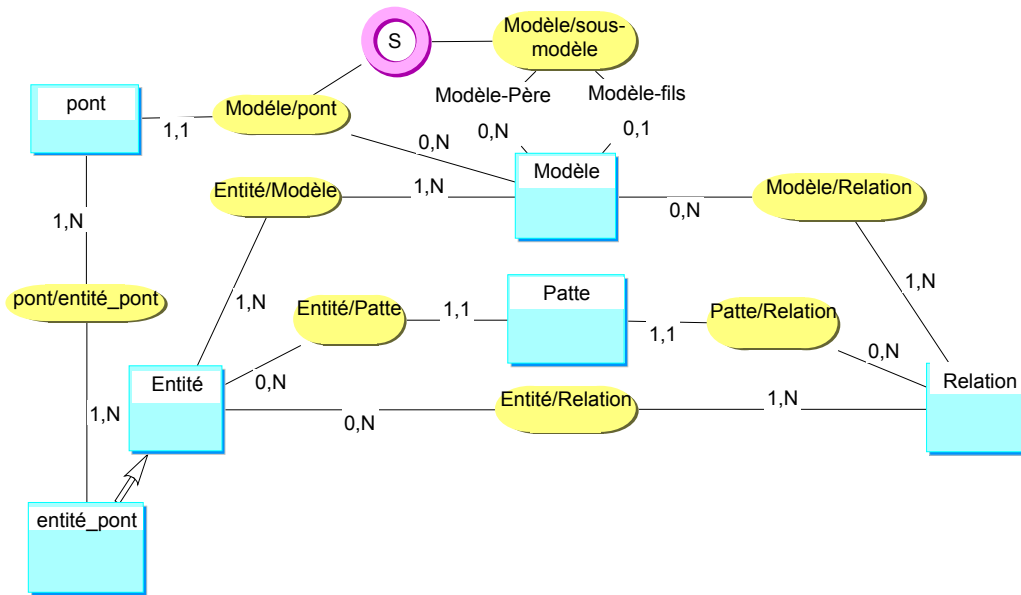 Modèle/sous-
modèle
S
Modèle-Père
Modèle-fils
pont
Modéle/pont
1,1
0,N
0,N
0,1
Entité/Modèle
1,N
Modèle
0,N
Modèle/Relation
1,N
pont/entité_pont
1,N
Entité/Patte
1,1
Patte
1,1
Patte/Relation
1,N
0,N
Entité
0,N
Relation
1,N
0,N
Entité/Relation
1,N
entité_pont